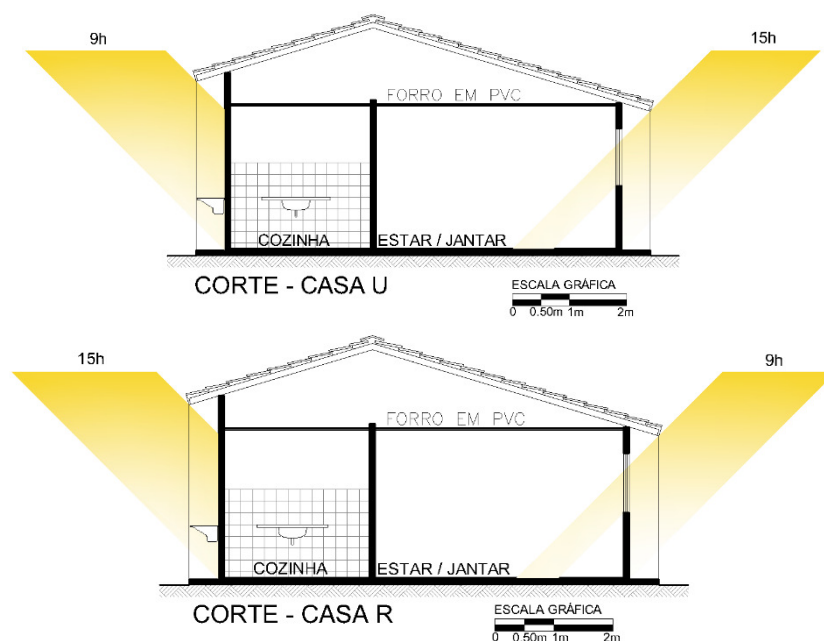 9h
15h
FORRO EM PVC
COZINHA
ESTAR / JANTAR
CORTE - CASA U
ESCALA GRÁFICA
0 0.50m 1m 2m
15h
9h
FORRO EM PVC
COZINHA
ESTAR / JANTAR
CORTE - CASA R
ESCALA GRÁFICA
0 0.50m 1m 2m